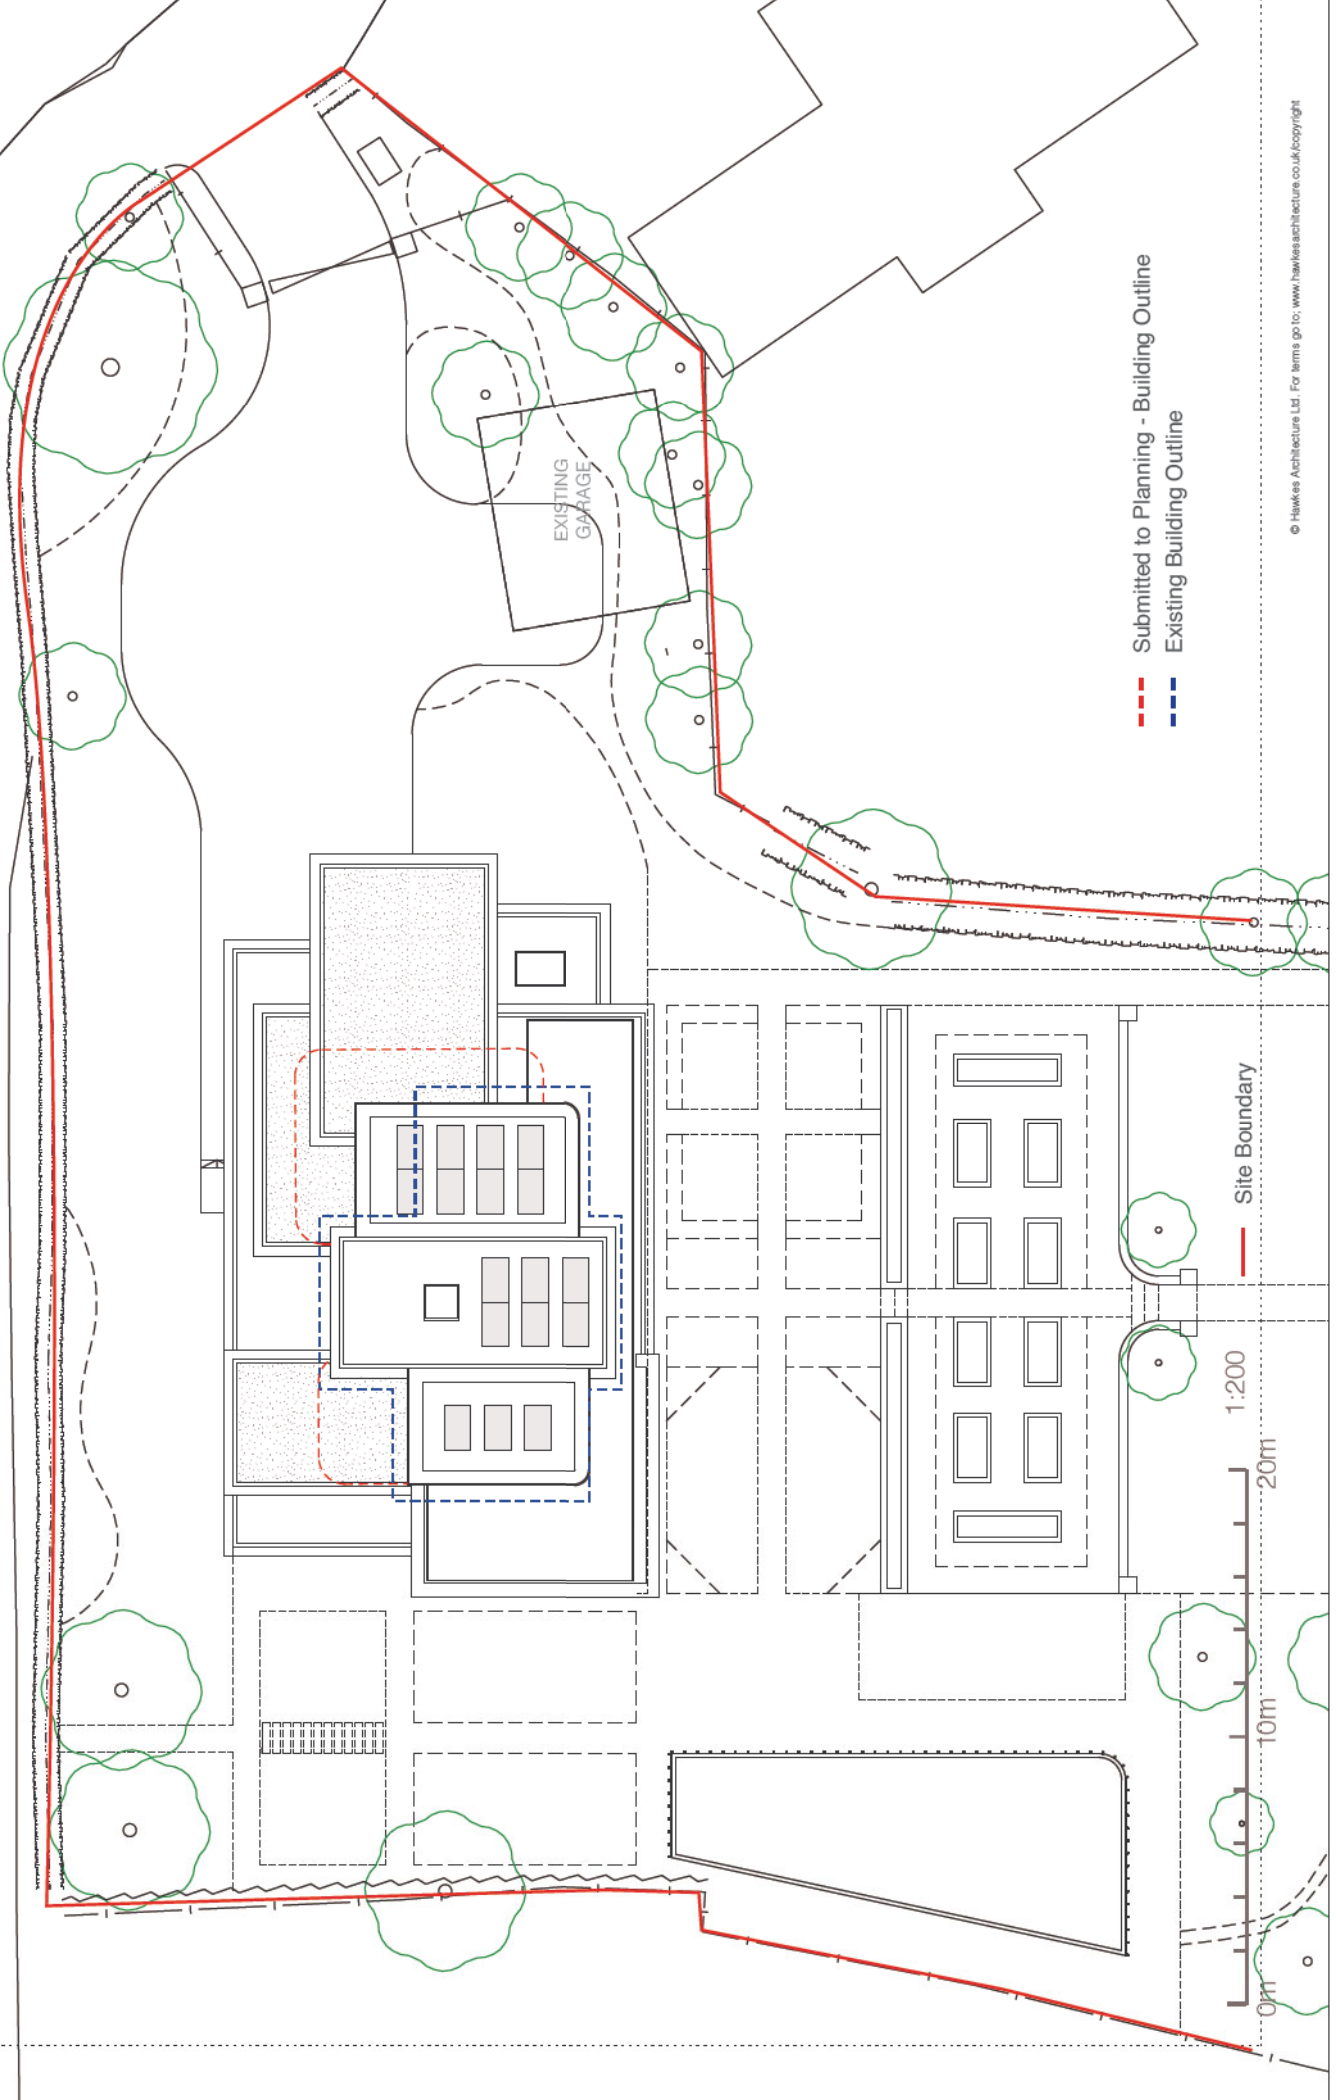 EXISTING
GARAGE
Submitted to Planning - Building Outline
Existing Building Outline
Site Boundary
1:200
0m
10m
20m
© Hawkes Architecture Ltd. For terms go to; www.hawkesarchitecture.co.uk/copyright